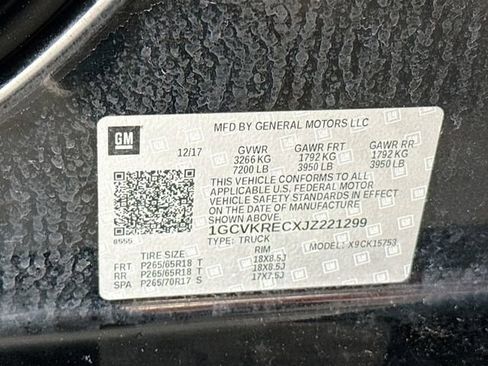 MFD BY GENERAL MOTORS LLC
GM
12/17 GVWR GAWR FRT GAWR RR
3266 KG 1792 KG 1792 KG
7200 LB 3950 LB 3950 LB
THIS VEHICLE CONFORMS TO ALL
APPLICABLE U.S. FEDERAL MOTOR
VEHICLE SAFETY STANDARDS IN EFFECT
ON THE DATE OF MANUFACTURE
SHOWN ABOVE.
1GCVKRECXJZ221299
8555 TYPE: TRUCK MODEL: X9CK15753
TIRE SIZE RIM
FRT P265/65R18 T 18X8.5J
RR P265/65R18 T 18X8.5J
SPA P265/70R17 S 17X7.5J